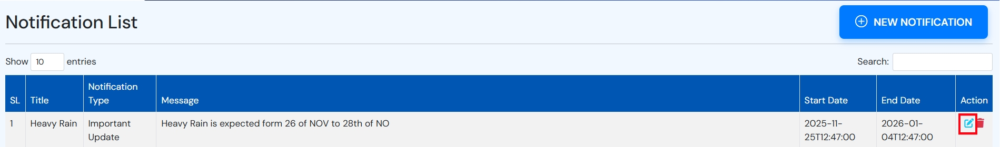 Notification List
NEW NOTIFICATION
Show 10 entries
Search:
SL Title Notification Type Message Start Date End Date Action
1 Heavy Rain Important Update Heavy Rain is expected form 26 of NOV to 28th of NO 2025-11-25T12:47:00 2026-01-04T12:47:00